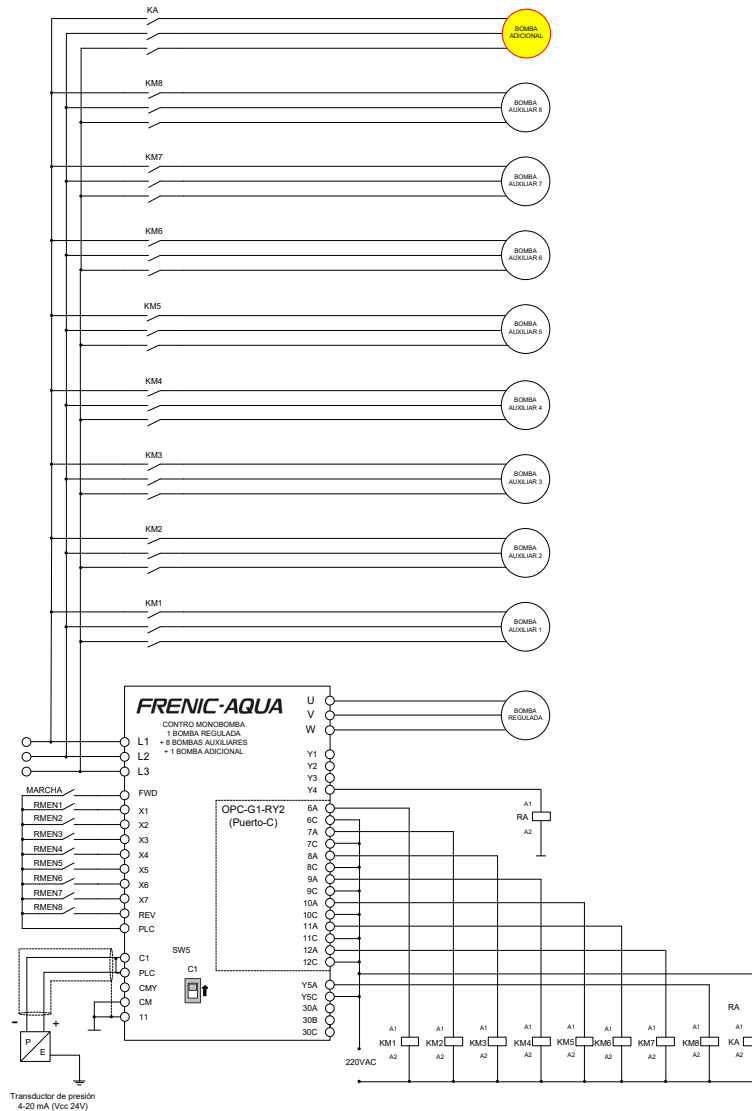 KA
BOMBA
ADICIONAL
KM8
BOMBA
AUXILIAR 8
KM7
BOMBA
AUXILIAR 7
KM6
BOMBA
AUXILIAR 6
KM5
BOMBA
AUXILIAR 5
KM4
BOMBA
AUXILIAR 4
KM3
BOMBA
AUXILIAR 3
KM2
BOMBA
AUXILIAR 2
KM1
BOMBA
AUXILIAR 1
FRENIC-AQUA
CONTRO MONOBOMBA
1 BOMBA REGULADA
+ 8 BOMBAS AUXILIARES
+ 1 BOMBA ADICIONAL
U
V
W
BOMBA
REGULADA
L1
L2
L3
Y1
Y2
Y3
Y4
MARCHA
FWD
RMEN1
X1
RMEN2
X2
RMEN3
X3
RMEN4
X4
RMEN5
X5
RMEN6
X6
RMEN7
X7
RMEN8
REV
PLC
OPC-G1-RY2
(Puerto-C)
6A
6C
7A
7C
8A
8C
9A
9C
10A
10C
11A
11C
12A
12C
A1
RA
A2
C1
PLC
CMY
CM
11
SW5
C1
Y5A
Y5C
30A
30B
30C
- +
P
E
Transductor de presión
4-20 mA (Vcc 24V)
220VAC
RA
A1 A1 A1 A1 A1 A1 A1 A1 A1
KM1 KM2 KM3 KM4 KM5 KM6 KM7 KM8 KA
A2 A2 A2 A2 A2 A2 A2 A2 A2